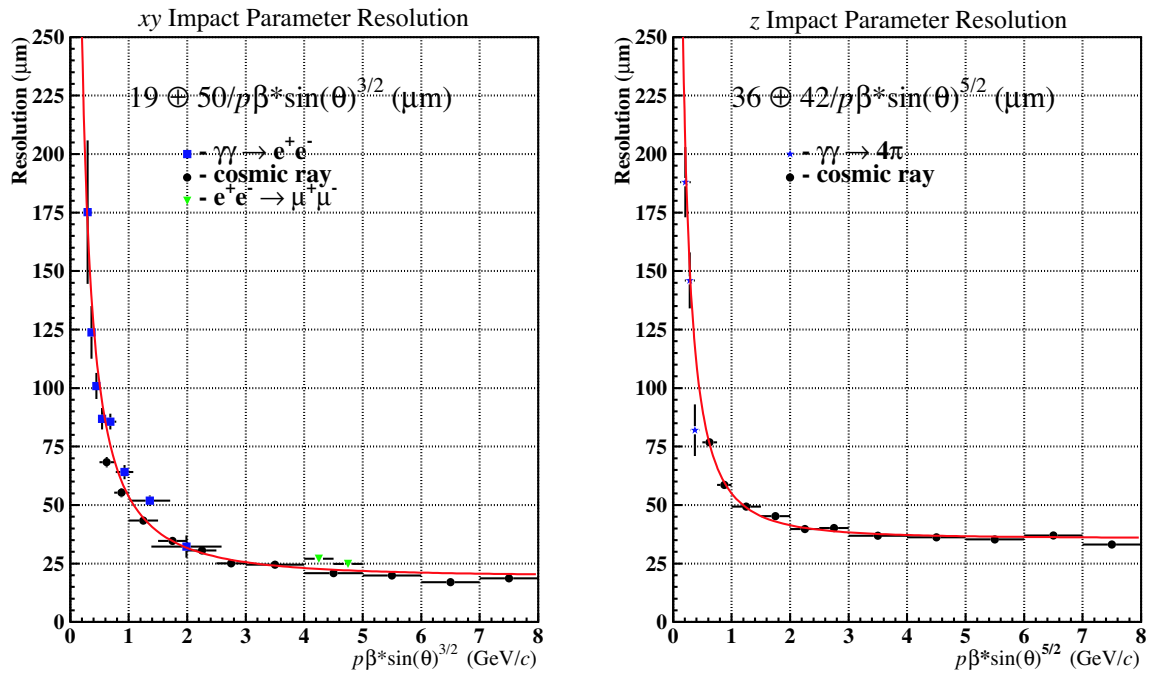 xy Impact Parameter Resolution
Resolution (μm)
250
225
200
175
150
125
100
75
50
25
0
19 ⊕ 50/pβ*sin(θ)^3/2 (μm)
- γγ → e+e-
- cosmic ray
- e+e- → μ+μ-
0 1 2 3 4 5 6 7 8
pβ*sin(θ)^3/2 (GeV/c)
z Impact Parameter Resolution
Resolution (μm)
250
225
200
175
150
125
100
75
50
25
0
36 ⊕ 42/pβ*sin(θ)^5/2 (μm)
- γγ → 4π
- cosmic ray
0 1 2 3 4 5 6 7 8
pβ*sin(θ)^5/2 (GeV/c)